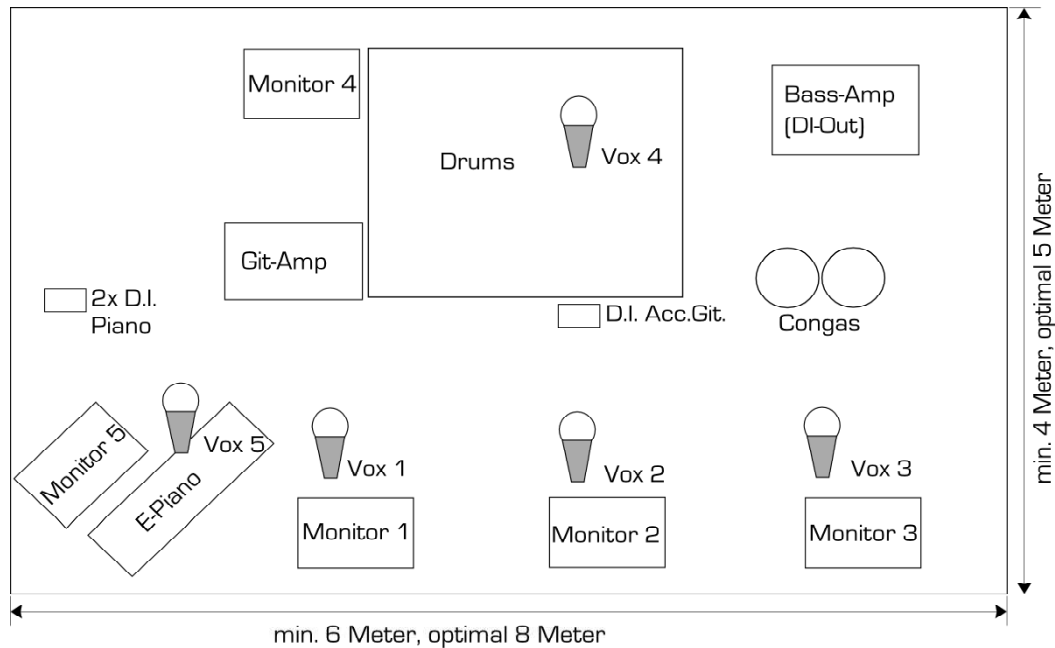 Monitor 4
Bass-Amp
(DI-Out)
Drums
Vox 4
Git-Amp
2x D.I.
Piano
D.I. Acc.Git.
Congas
Monitor 5
Vox 5
E-Piano
Vox 1
Vox 2
Vox 3
Monitor 1
Monitor 2
Monitor 3
min. 4 Meter, optimal 5 Meter
min. 6 Meter, optimal 8 Meter